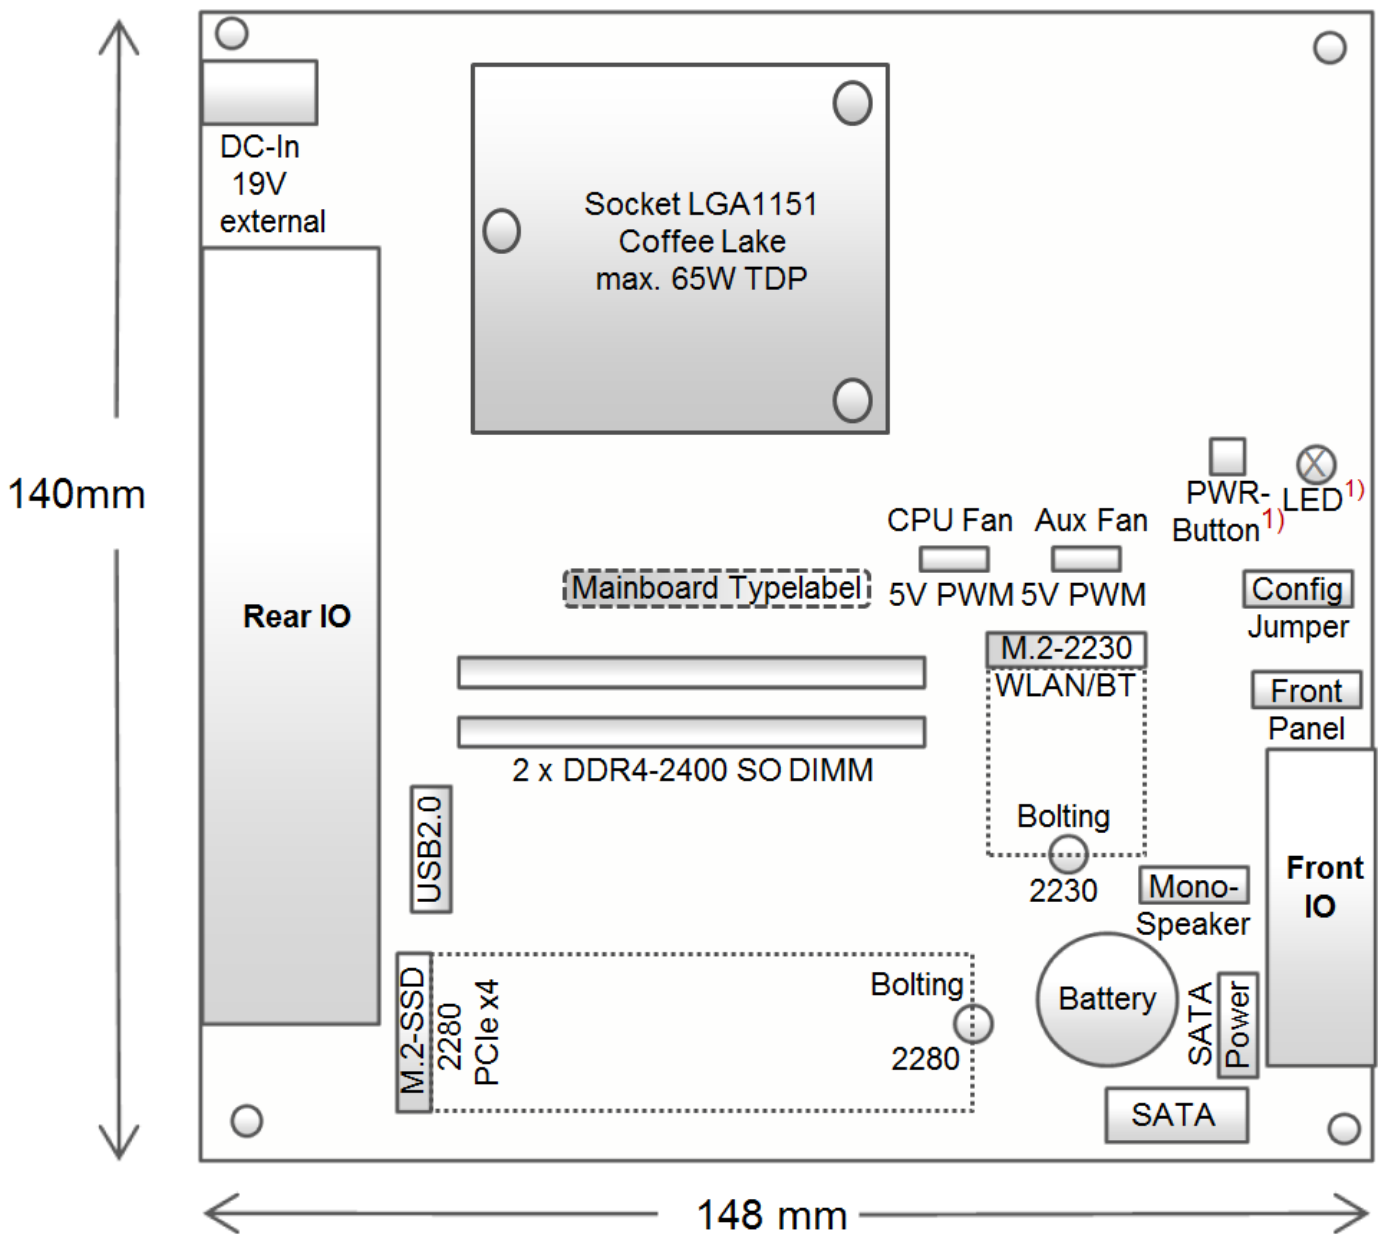 DC-In
19V
external
Socket LGA1151
Coffee Lake
max. 65W TDP
140mm
PWR-
Button1)
LED1)
CPU Fan
5V PWM
Aux Fan
5V PWM
Mainboard Typelabel
Config
Jumper
Rear IO
M.2-2230
WLAN/BT
Front
Panel
2 x DDR4-2400 SO DIMM
USB2.0
Bolting
2230
Mono-
Speaker
Front
IO
M.2-SSD
2280
PCIe x4
Bolting
2280
Battery
SATA
Power
SATA
148 mm